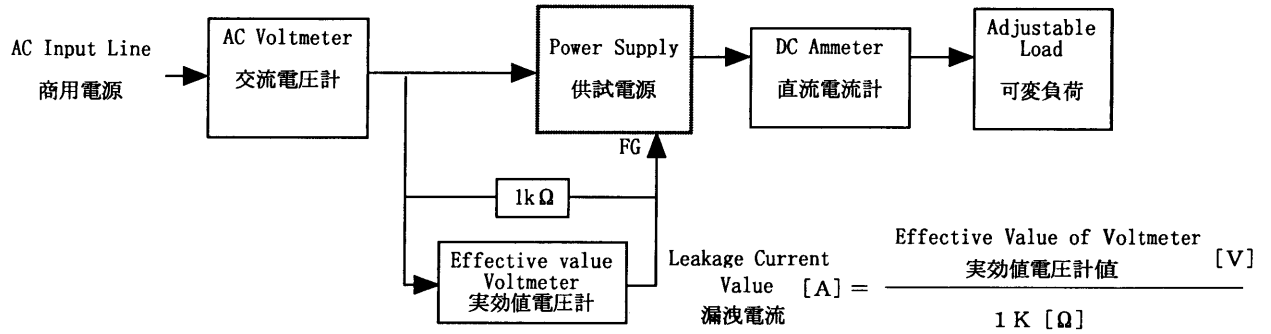 AC Input Line
商用電源
AC Voltmeter
交流電圧計
Power Supply
供試電源
DC Ammeter
直流電流計
Adjustable
Load
可変負荷
FG
1kΩ
Effective value
Voltmeter
実効値電圧計
Leakage Current
Value [A] =
漏洩電流
Effective Value of Voltmeter
実効値電圧計値 [V]
1 K [Ω]